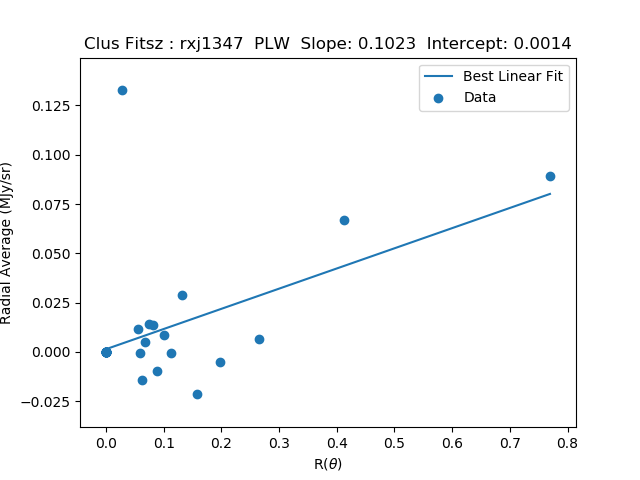 Clus Fitsz : rxj1347  PLW  Slope: 0.1023  Intercept: 0.0014
Best Linear Fit
Data
Radial Average (MJy/sr)
0.125
0.100
0.075
0.050
0.025
0.000
−0.025
0.0 0.1 0.2 0.3 0.4 0.5 0.6 0.7 0.8
R(θ)